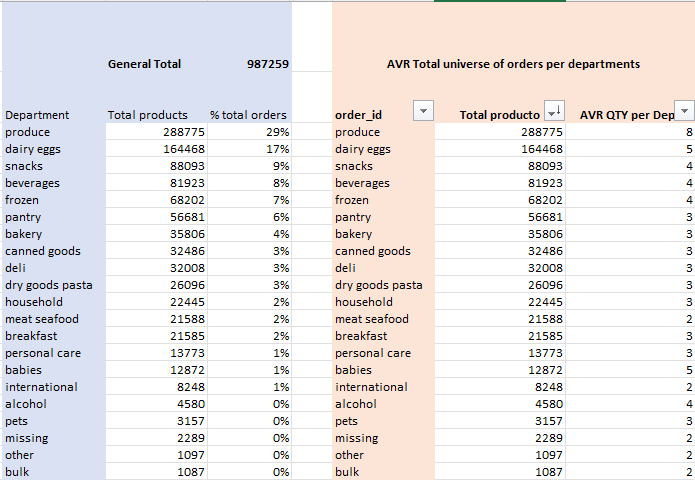 General Total 987259 AVR Total universe of orders per departments
Department Total products % total orders order_id Total producto AVR QTY per Dep
produce 288775 29% produce 288775 8
dairy eggs 164468 17% dairy eggs 164468 5
snacks 88093 9% snacks 88093 4
beverages 81923 8% beverages 81923 4
frozen 68202 7% frozen 68202 4
pantry 56681 6% pantry 56681 3
bakery 35806 4% bakery 35806 3
canned goods 32486 3% canned goods 32486 3
deli 32008 3% deli 32008 3
dry goods pasta 26096 3% dry goods pasta 26096 3
household 22445 2% household 22445 3
meat seafood 21588 2% meat seafood 21588 2
breakfast 21585 2% breakfast 21585 3
personal care 13773 1% personal care 13773 3
babies 12872 1% babies 12872 5
international 8248 1% international 8248 2
alcohol 4580 0% alcohol 4580 4
pets 3157 0% pets 3157 3
missing 2289 0% missing 2289 2
other 1097 0% other 1097 2
bulk 1087 0% bulk 1087 2